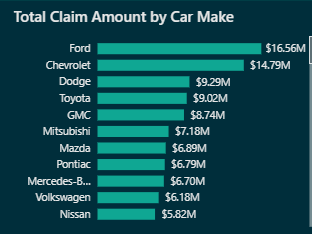 Total Claim Amount by Car Make
Ford $16.56M
Chevrolet $14.79M
Dodge $9.29M
Toyota $9.02M
GMC $8.74M
Mitsubishi $7.18M
Mazda $6.89M
Pontiac $6.79M
Mercedes-B... $6.70M
Volkswagen $6.18M
Nissan $5.82M